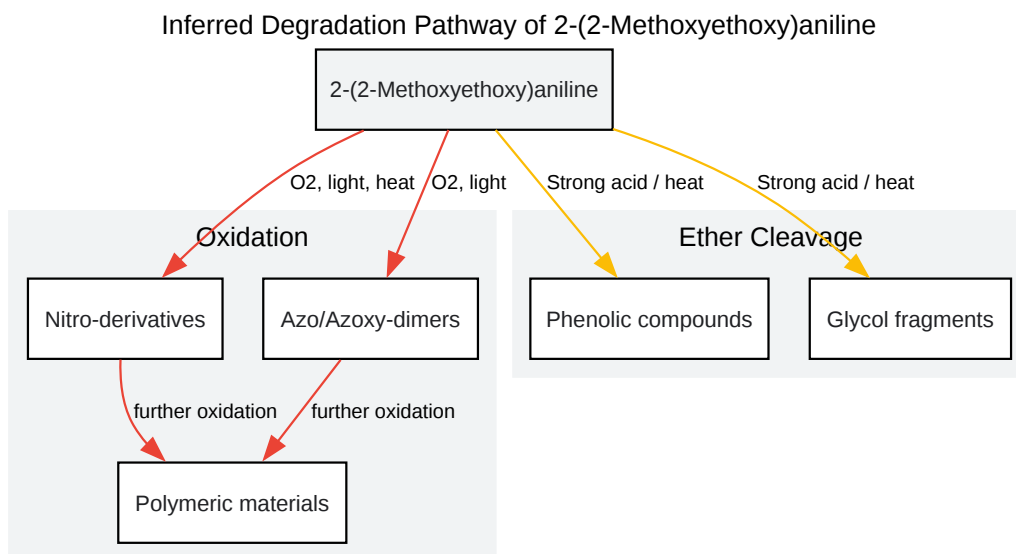 Inferred Degradation Pathway of 2-(2-Methoxyethoxy)aniline
2-(2-Methoxyethoxy)aniline
O2, light, heat
O2, light
Strong acid / heat
Strong acid / heat
Oxidation
Ether Cleavage
Nitro-derivatives
Azo/Azoxy-dimers
Phenolic compounds
Glycol fragments
further oxidation
further oxidation
Polymeric materials